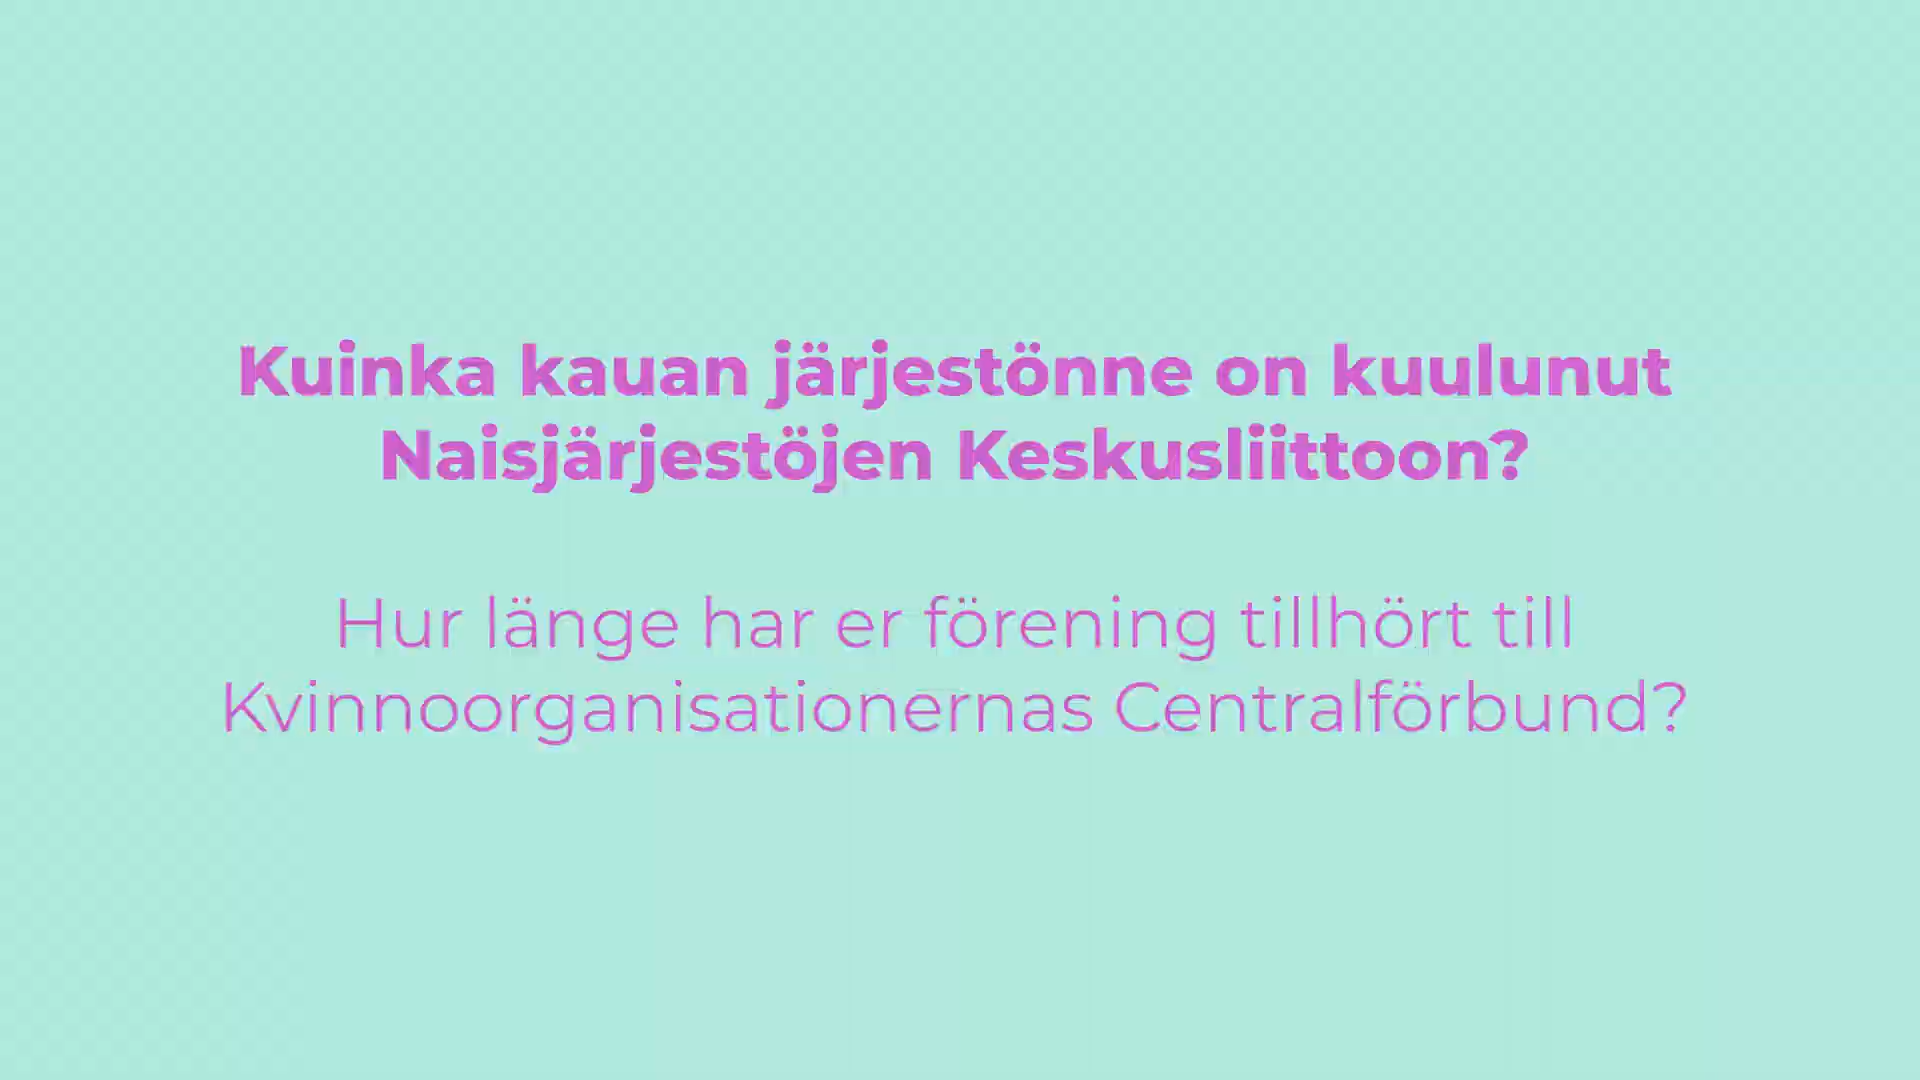 Kuinka kauan järjestönne on kuulunut
Naisjärjestöjen Keskusliittoon?
Hur länge har er förening tillhört till
Kvinnoorganisationernas Centralförbund?